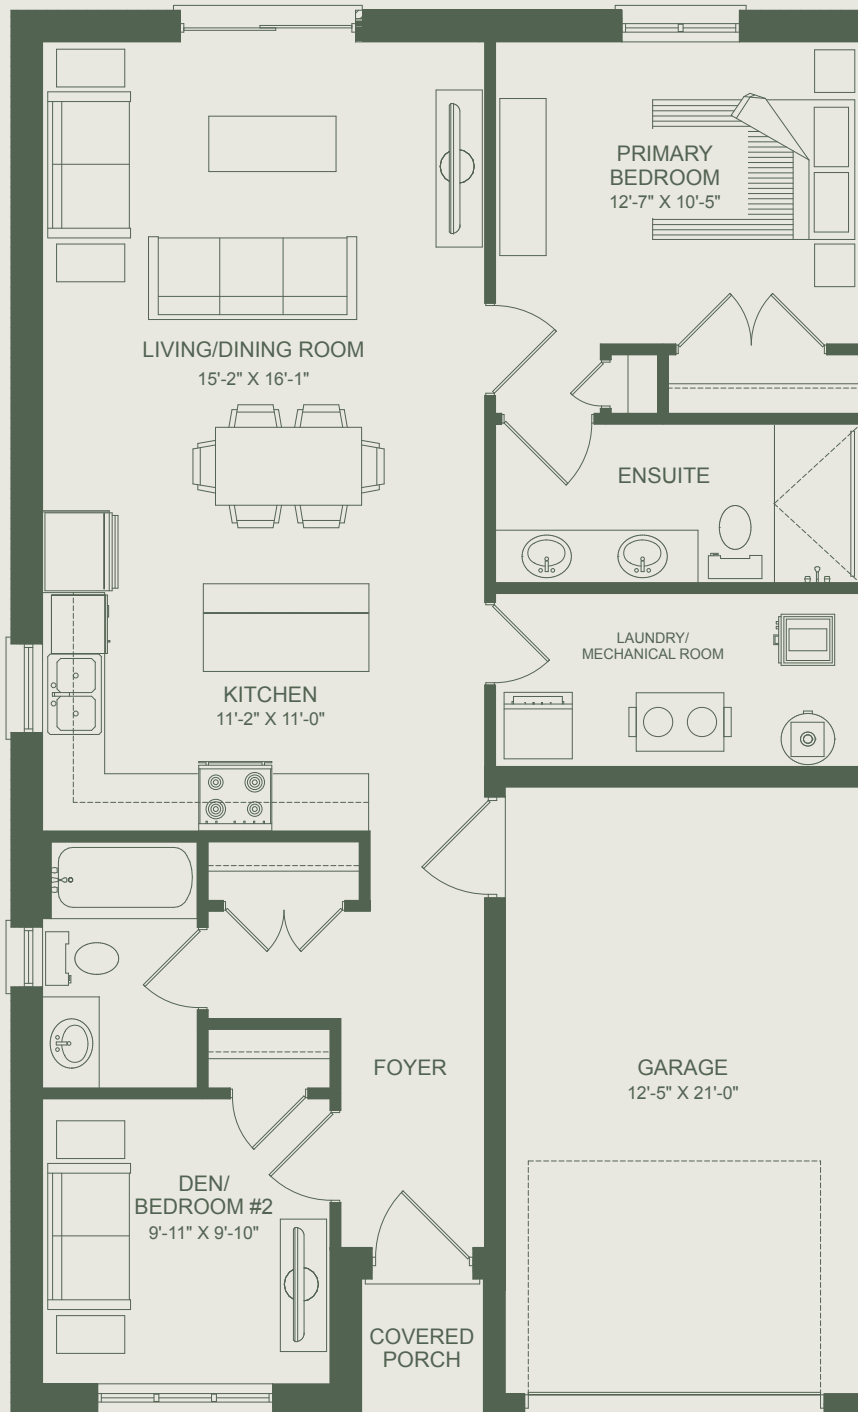 PRIMARY
BEDROOM
12'-7" X 10'-5"
LIVING/DINING ROOM
15'-2" X 16'-1"
ENSUITE
LAUNDRY/
MECHANICAL ROOM
KITCHEN
11'-2" X 11'-0"
FOYER
GARAGE
12'-5" X 21'-0"
DEN/
BEDROOM #2
9'-11" X 9'-10"
COVERED
PORCH